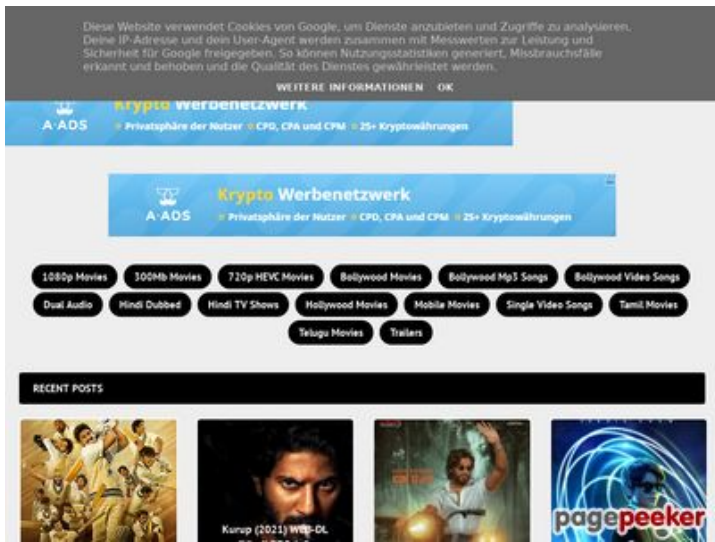 Diese Website verwendet Cookies von Google, um Dienste anzubieten und Zugriffe zu analysieren.
Deine IP-Adresse und dein User-Agent werden zusammen mit Messwerten zur Leistung und
Sicherheit für Google freigegeben. So können Nutzungsstatistiken generiert, Missbrauchsfälle
erkannt und behoben und die Qualität des Dienstes gewährleistet werden.
WEITERE INFORMATIONEN OK
Krypto Werbenetzwerk
A-ADS Privatsphäre der Nutzer CPD, CPA und CPM 25+ Kryptowährungen
Krypto Werbenetzwerk
A-ADS Privatsphäre der Nutzer CPD, CPA und CPM 25+ Kryptowährungen
1080p Movies 300Mb Movies 720p HEVC Movies Bollywood Movies Bollywood Mp3 Songs Bollywood Video Songs
Dual Audio Hindi Dubbed Hindi TV Shows Hollywood Movies Mobile Movies Single Video Songs Tamil Movies
Telugu Movies Trailers
RECENT POSTS
Kurup (2021) WEB-DL
pagepeeker